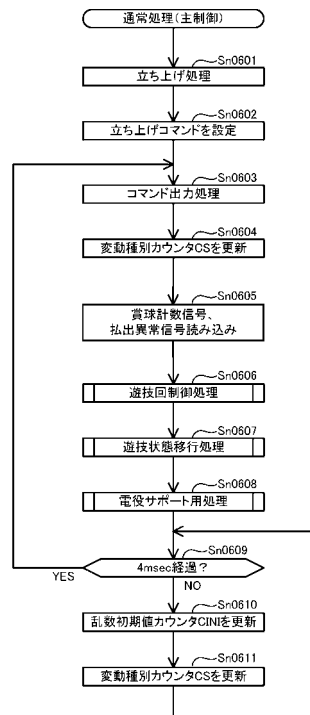 通常処理(主制御)
Sn0601
立ち上げ処理
Sn0602
立ち上げコマンドを設定
Sn0603
コマンド出力処理
Sn0604
変動種別カウンタCSを更新
Sn0605
賞球計数信号、
払出異常信号読み込み
Sn0606
遊技回制御処理
Sn0607
遊技状態移行処理
Sn0608
電役サポート用処理
Sn0609
4msec経過?
YES
NO
Sn0610
乱数初期値カウンタCINIを更新
Sn0611
変動種別カウンタCSを更新